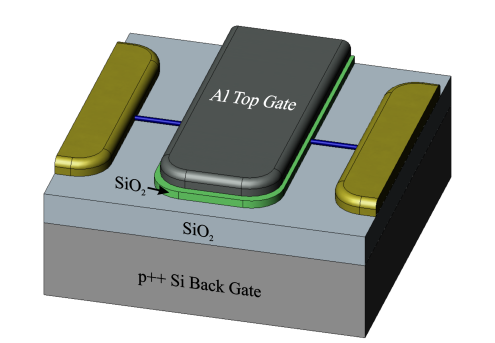 Al Top Gate
SiO₂
SiO₂
p++ Si Back Gate